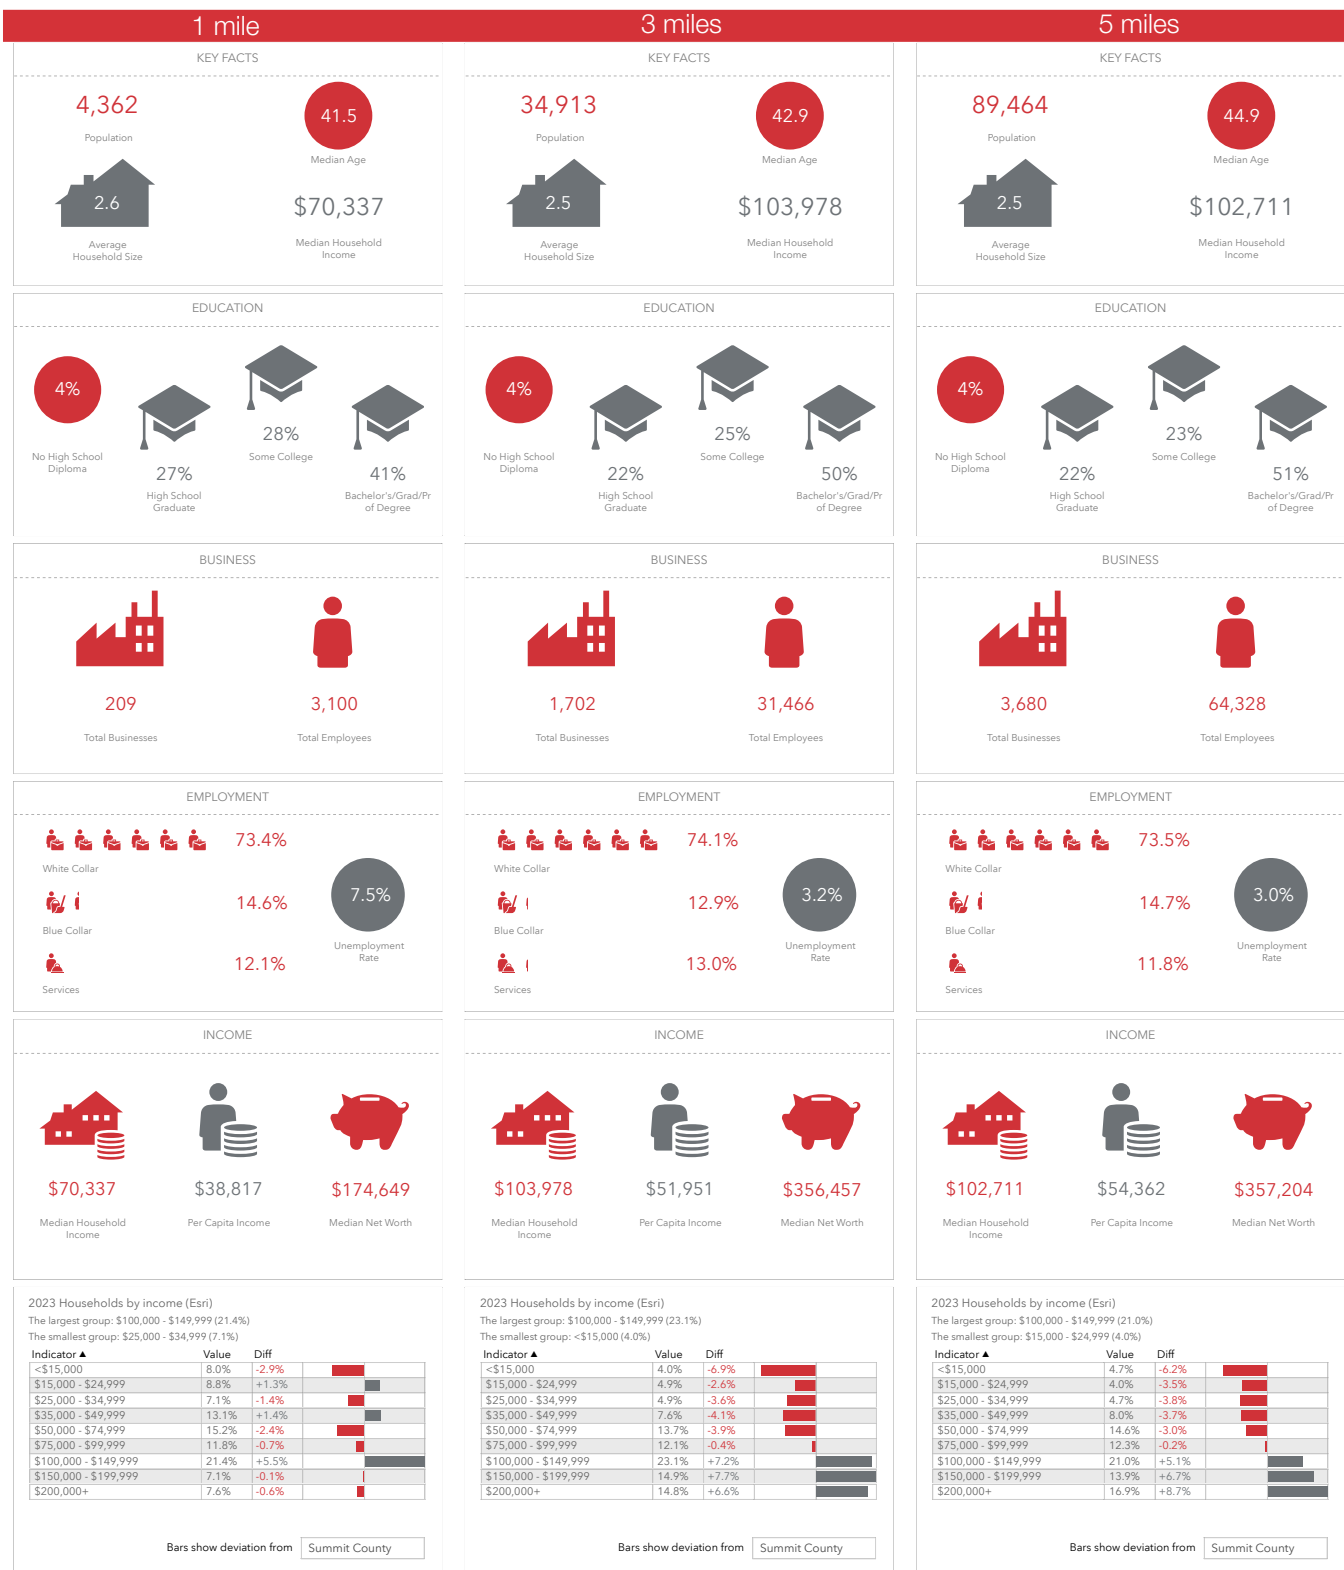 1 mile
KEY FACTS
4,362
Population
41.5
Median Age
2.6
Average
Household Size
$70,337
Median Household
Income
EDUCATION
4%
No High School
Diploma
27%
High School
Graduate
28%
Some College
41%
Bachelor's/Grad/Pr
of Degree
BUSINESS
209
Total Businesses
3,100
Total Employees
EMPLOYMENT
73.4%
White Collar
14.6%
Blue Collar
12.1%
Services
7.5%
Unemployment
Rate
INCOME
$70,337
Median Household
Income
$38,817
Per Capita Income
$174,649
Median Net Worth
2023 Households by income (Esri)
The largest group: $100,000 - $149,999 (21.4%)
The smallest group: $25,000 - $34,999 (7.1%)
Indicator ▲ Value Diff
<$15,000 8.0% -2.9%
$15,000 - $24,999 8.8% +1.3%
$25,000 - $34,999 7.1% -1.4%
$35,000 - $49,999 13.1% +1.4%
$50,000 - $74,999 15.2% -2.4%
$75,000 - $99,999 11.8% -0.7%
$100,000 - $149,999 21.4% +5.5%
$150,000 - $199,999 7.1% -0.1%
$200,000+ 7.6% -0.6%
Bars show deviation from Summit County
3 miles
KEY FACTS
34,913
Population
42.9
Median Age
2.5
Average
Household Size
$103,978
Median Household
Income
EDUCATION
4%
No High School
Diploma
22%
High School
Graduate
25%
Some College
50%
Bachelor's/Grad/Pr
of Degree
BUSINESS
1,702
Total Businesses
31,466
Total Employees
EMPLOYMENT
74.1%
White Collar
12.9%
Blue Collar
13.0%
Services
3.2%
Unemployment
Rate
INCOME
$103,978
Median Household
Income
$51,951
Per Capita Income
$356,457
Median Net Worth
2023 Households by income (Esri)
The largest group: $100,000 - $149,999 (23.1%)
The smallest group: <$15,000 (4.0%)
Indicator ▲ Value Diff
<$15,000 4.0% -6.9%
$15,000 - $24,999 4.9% -2.6%
$25,000 - $34,999 4.9% -3.6%
$35,000 - $49,999 7.6% -4.1%
$50,000 - $74,999 13.7% -3.9%
$75,000 - $99,999 12.1% -0.4%
$100,000 - $149,999 23.1% +7.2%
$150,000 - $199,999 14.9% +7.7%
$200,000+ 14.8% +6.6%
Bars show deviation from Summit County
5 miles
KEY FACTS
89,464
Population
44.9
Median Age
2.5
Average
Household Size
$102,711
Median Household
Income
EDUCATION
4%
No High School
Diploma
22%
High School
Graduate
23%
Some College
51%
Bachelor's/Grad/Pr
of Degree
BUSINESS
3,680
Total Businesses
64,328
Total Employees
EMPLOYMENT
73.5%
White Collar
14.7%
Blue Collar
11.8%
Services
3.0%
Unemployment
Rate
INCOME
$102,711
Median Household
Income
$54,362
Per Capita Income
$357,204
Median Net Worth
2023 Households by income (Esri)
The largest group: $100,000 - $149,999 (21.0%)
The smallest group: $15,000 - $24,999 (4.0%)
Indicator ▲ Value Diff
<$15,000 4.7% -6.2%
$15,000 - $24,999 4.0% -3.5%
$25,000 - $34,999 4.7% -3.8%
$35,000 - $49,999 8.0% -3.7%
$50,000 - $74,999 14.6% -3.0%
$75,000 - $99,999 12.3% -0.2%
$100,000 - $149,999 21.0% +5.1%
$150,000 - $199,999 13.9% +6.7%
$200,000+ 16.9% +8.7%
Bars show deviation from Summit County